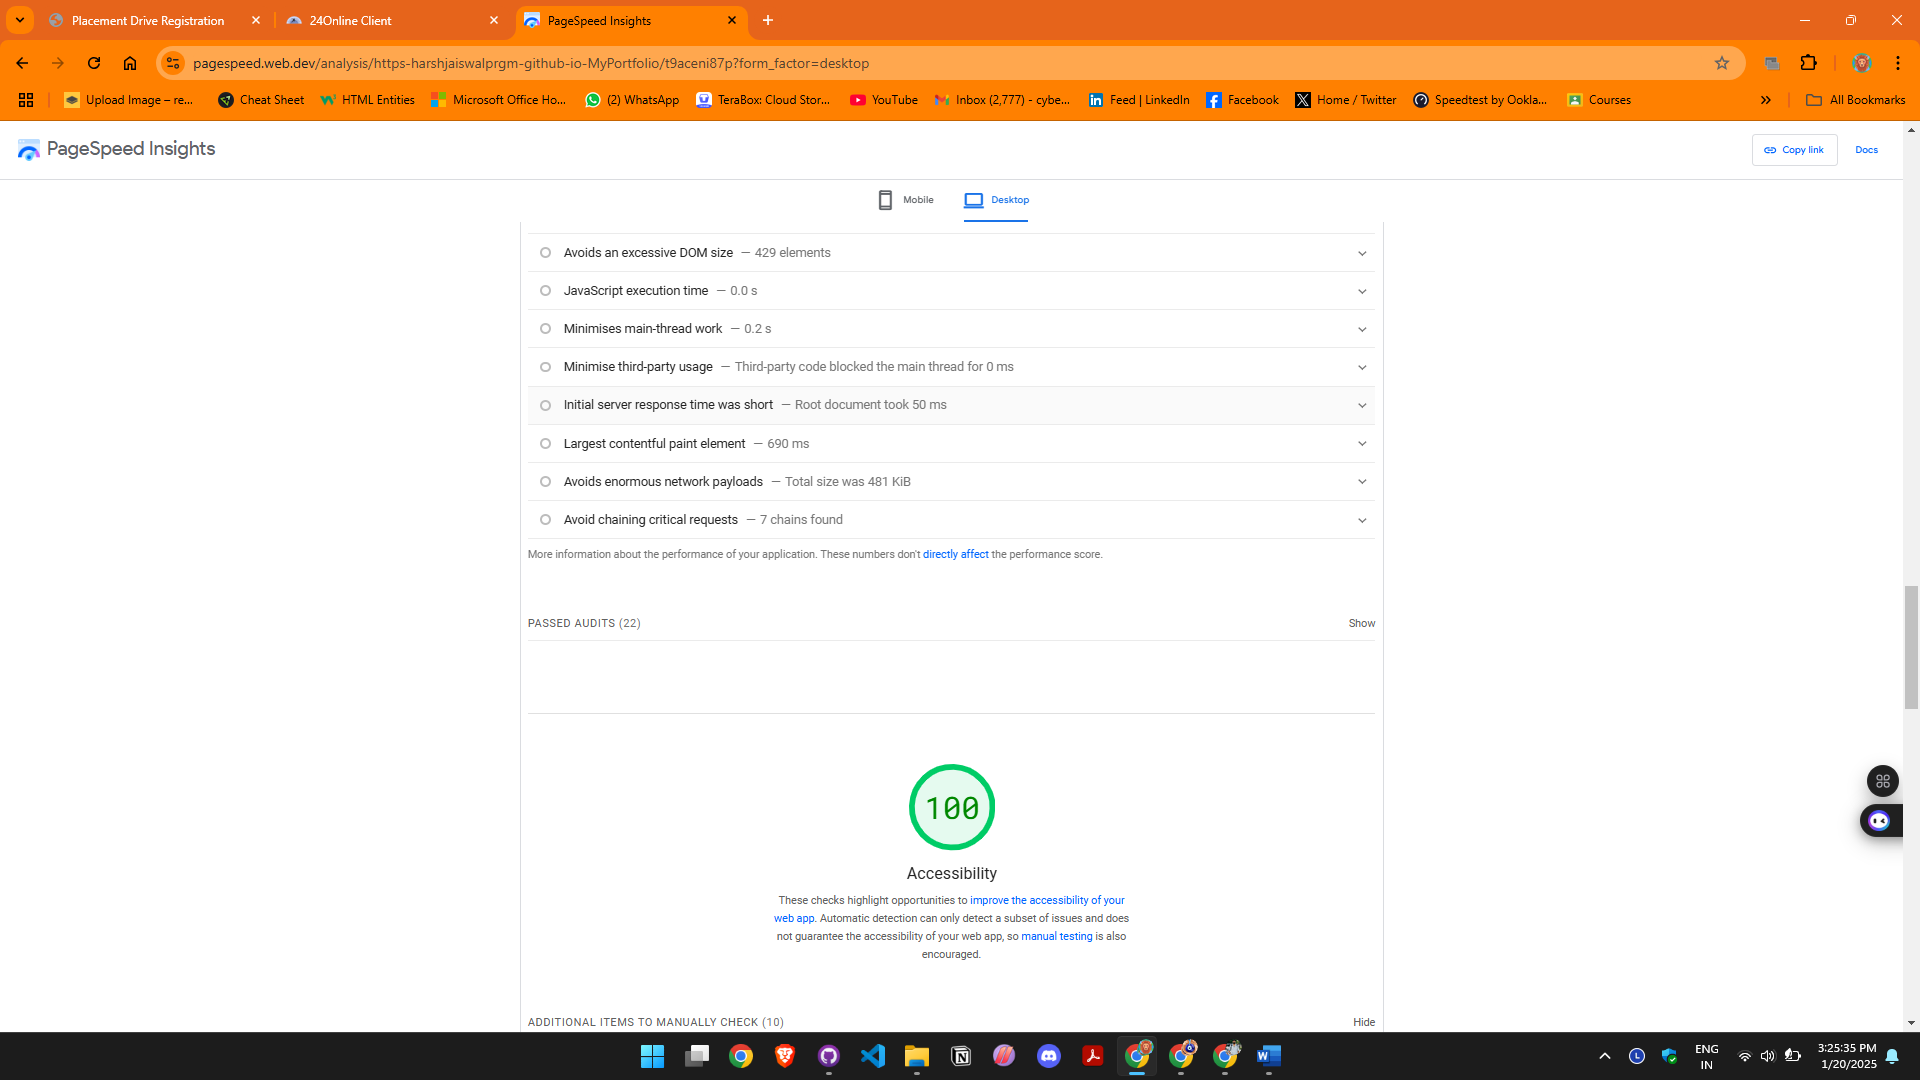 Placement Drive Registration
24Online Client
PageSpeed Insights
pagespeed.web.dev/analysis/https-harshjaiswalprgm-github-io-MyPortfolio/t9aceni87p?form_factor=desktop
Upload Image – re...
Cheat Sheet
HTML Entities
Microsoft Office Ho...
(2) WhatsApp
TeraBox: Cloud Stor...
YouTube
Inbox (2,777) - cybe...
Feed | LinkedIn
Facebook
Home / Twitter
Speedtest by Ookla...
Courses
All Bookmarks
PageSpeed Insights
Copy link
Docs
Mobile
Desktop
Avoids an excessive DOM size — 429 elements
JavaScript execution time — 0.0 s
Minimises main-thread work — 0.2 s
Minimise third-party usage — Third-party code blocked the main thread for 0 ms
Initial server response time was short — Root document took 50 ms
Largest contentful paint element — 690 ms
Avoids enormous network payloads — Total size was 481 KiB
Avoid chaining critical requests — 7 chains found
More information about the performance of your application. These numbers don't directly affect the performance score.
PASSED AUDITS (22)
Show
100
Accessibility
These checks highlight opportunities to improve the accessibility of your
web app. Automatic detection can only detect a subset of issues and does
not guarantee the accessibility of your web app, so manual testing is also
encouraged.
ADDITIONAL ITEMS TO MANUALLY CHECK (10)
Hide
ENG
IN
3:25:35 PM
1/20/2025